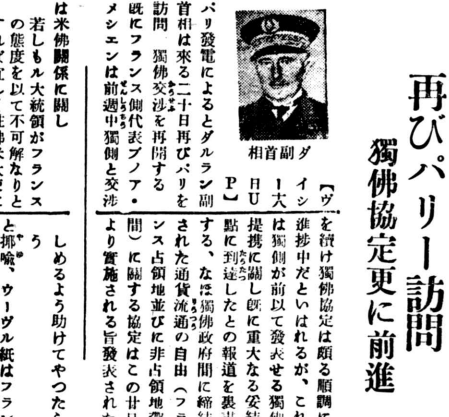 再びパリー訪問
獨佛協定更に前進
ダ副首相
【ヴ
イシ
ー大
HU
P】
パリ發電によるとダルラン副
首相は來る二十日再びパリを
訪問 獨佛交渉を再開する
既にフランス側代表ブノア・
メシエンは前週中獨側と交渉
を續け獨佛協定は頗る順調に
進捗中だといはれるが、これ
は獨側が前以て發表せる獨佛
提携に關し既に重大なる妥結
點に到達したとの報道を裏書
する、なほ獨佛政府間に締結
された通貨流通の自由(フラ
ンス占領地並びに非占領地帶
間)に關する協定はこの廿日
より實施される旨發表された
は米佛關係に關し
若しもル大統領がフランス
の態度を以て不可解なりと
しめるよう助けてやつたら
う
と揶喩、ウーヴル紙はフラン